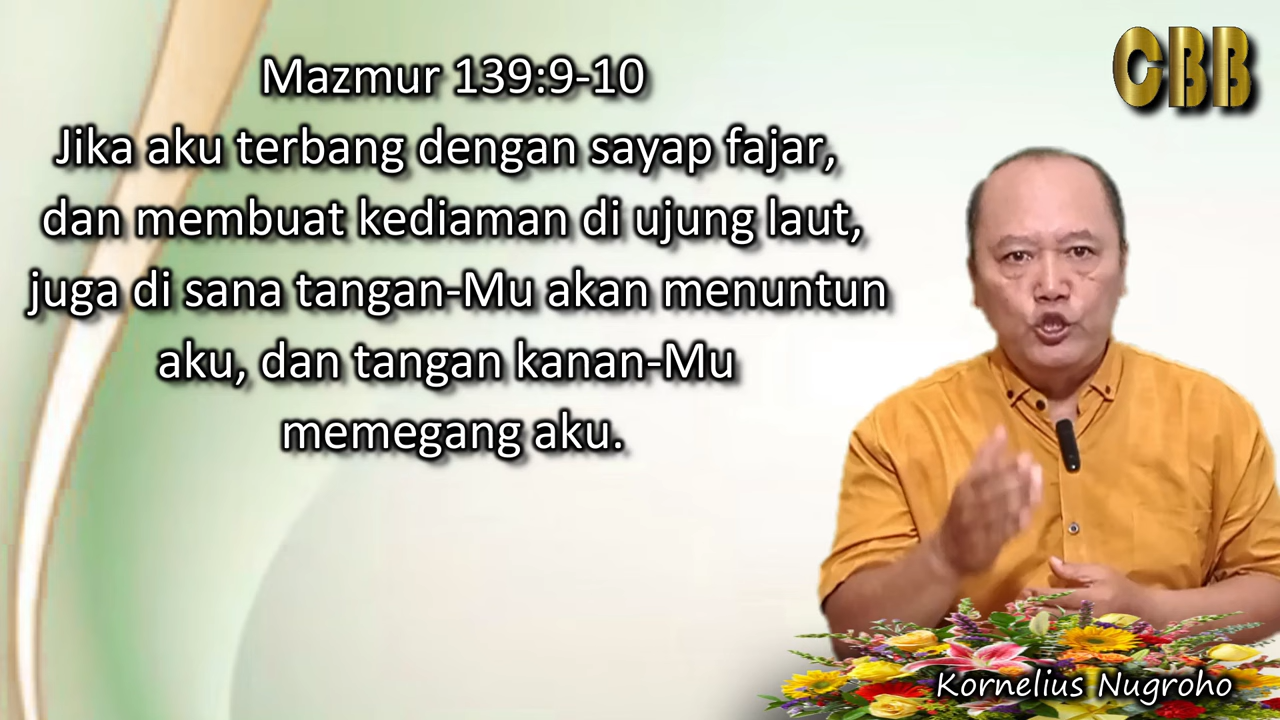 CBB
Mazmur 139:9-10
Jika aku terbang dengan sayap fajar,
dan membuat kediaman di ujung laut,
juga di sana tangan-Mu akan menuntun
aku, dan tangan kanan-Mu
memegang aku.
Kornelius Nugroho